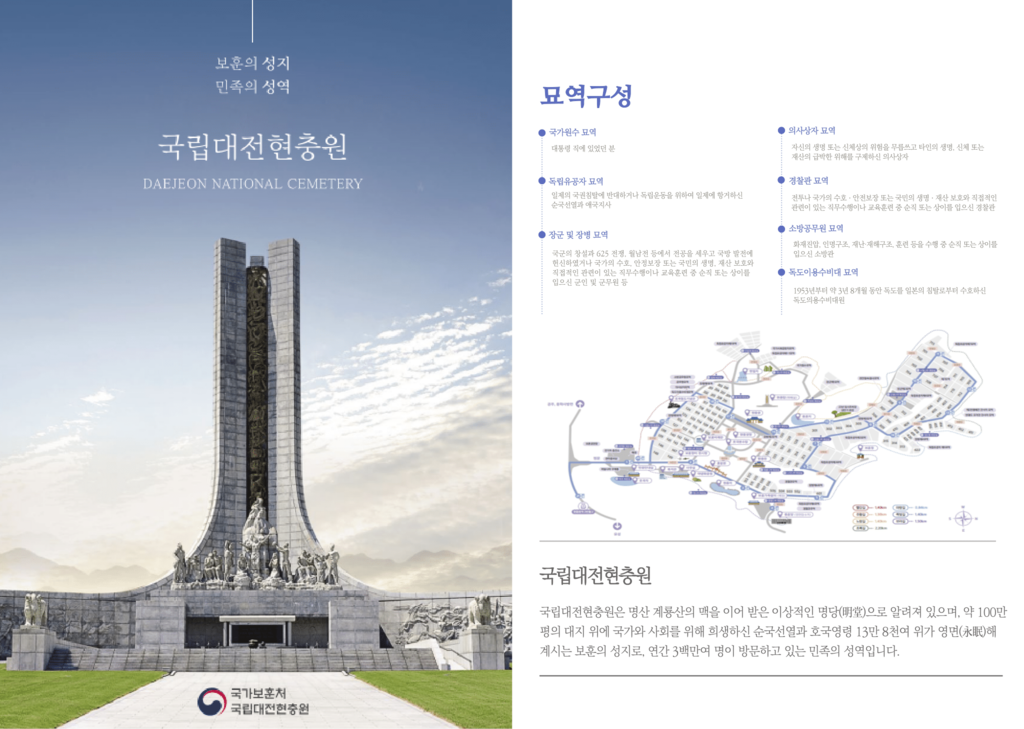 보훈의 성지
민족의 성역
국립대전현충원
DAEJEON NATIONAL CEMETERY
국가보훈처
국립대전현충원
묘역구성
국가원수 묘역
대통령 직에 있었던 분
독립유공자 묘역
일제의 국권침탈에 반대하거나 독립운동을 위하여 일제에 항거하신
순국선열과 애국지사
장군 및 장병 묘역
국군의 창설과 625 전쟁, 월남전 등에서 전공을 세우고 국방 발전에
헌신하였거나 국가의 수호, 안정보장 또는 국민의 생명, 재산 보호와
직접적인 관련이 있는 직무수행이나 교육훈련 중 순직 또는 상이를
입으신 군인 및 군무원 등
의사상자 묘역
자신의 생명 또는 신체상의 위험을 무릅쓰고 타인의 생명, 신체 또는
재산의 급박한 위해를 구제하신 의사상자
경찰관 묘역
전투나 국가의 수호 · 안전보장 또는 국민의 생명 · 재산 보호와 직접적인
관련이 있는 직무수행이나 교육훈련 중 순직 또는 상이를 입으신 경찰관
소방공무원 묘역
화재진압, 인명구조, 재난·재해구조, 훈련 등을 수행 중 순직 또는 상이를
입으신 소방관
독도이용수비대 묘역
1953년부터 약 3년 8개월 동안 독도를 일본의 침탈로부터 수호하신
독도의용수비대원
국립대전현충원
국립대전현충원은 명산 계룡산의 맥을 이어 받은 이상적인 명당(明堂)으로 알려져 있으며, 약 100만
평의 대지 위에 국가와 사회를 위해 희생하신 순국선열과 호국영령 13만 8천여 위가 영면(永眠)해
계시는 보훈의 성지로, 연간 3백만여 명이 방문하고 있는 민족의 성역입니다.